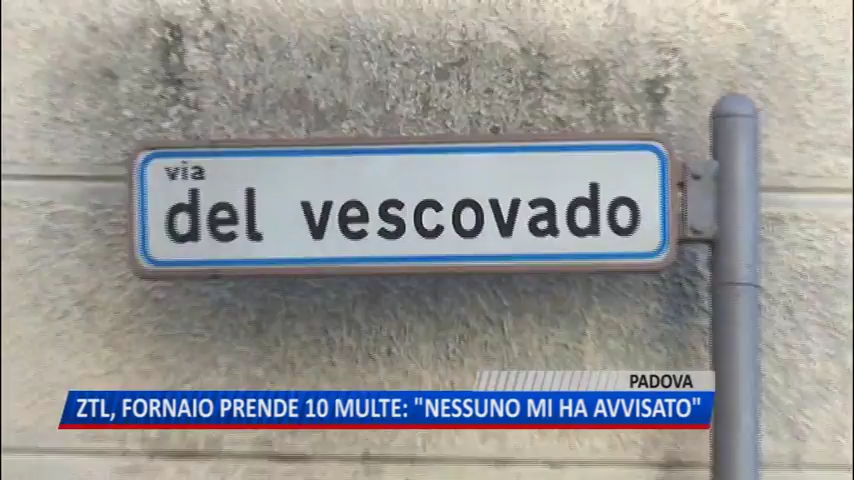 via
del vescovado
PADOVA
ZTL, FORNAIO PRENDE 10 MULTE: "NESSUNO MI HA AVVISATO"